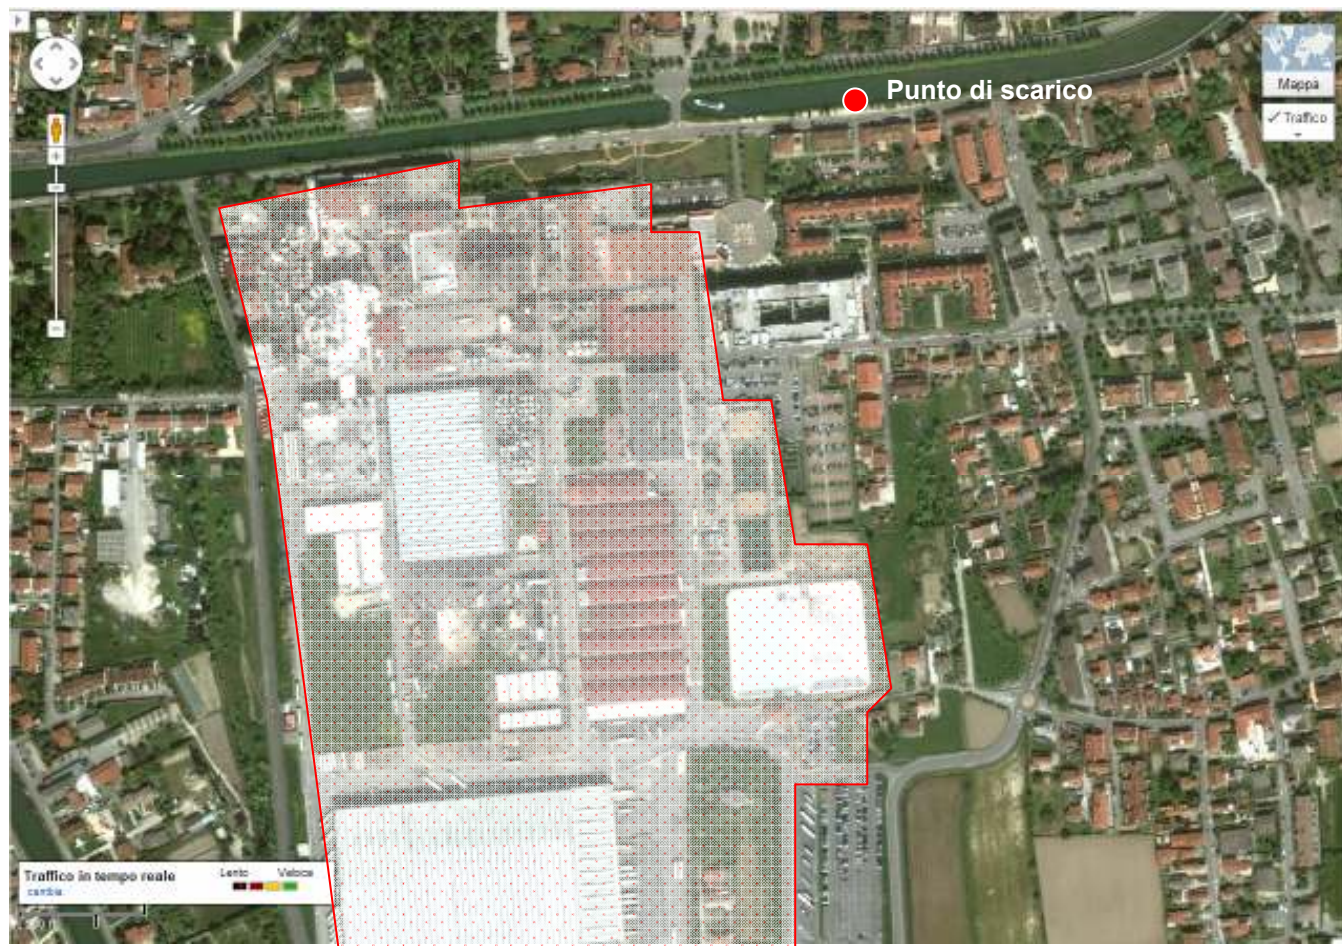 Punto di scarico
Mappa
Traffico
Traffico in tempo reale
Lento Veloce
cambia